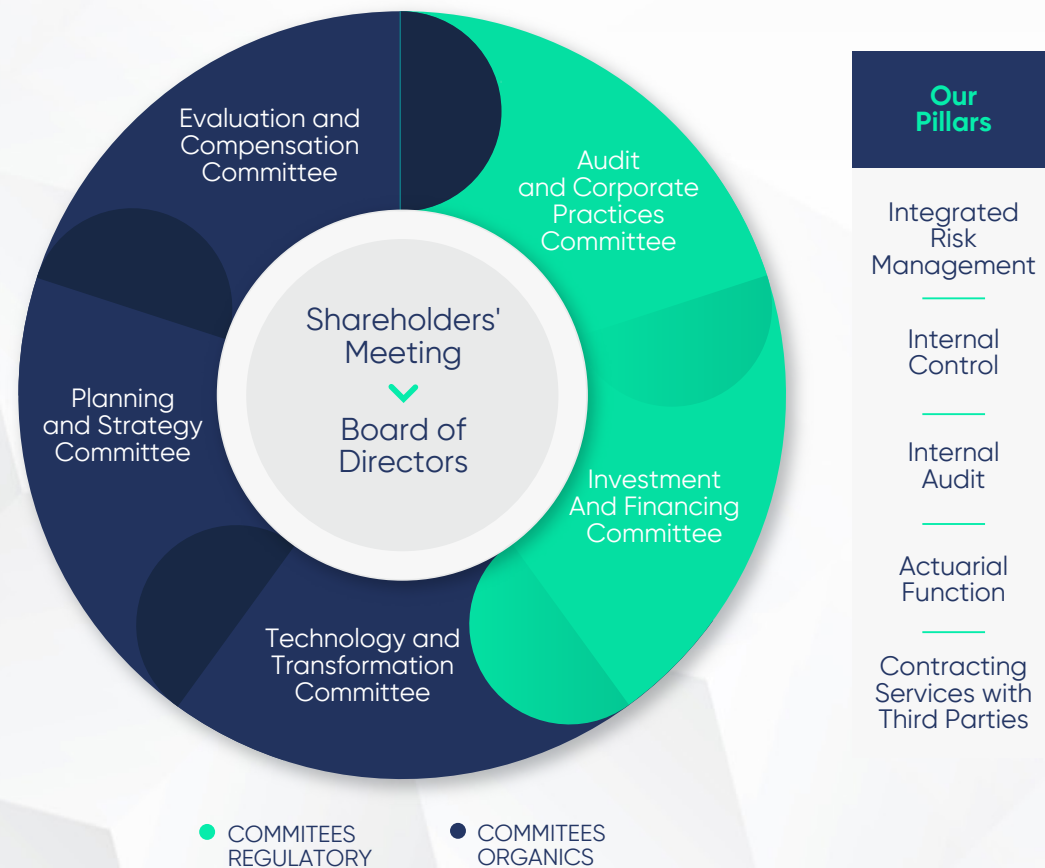 Evaluation and
Compensation
Committee
Audit
and Corporate
Practices
Committee
Shareholders'
Meeting
Board of
Directors
Planning
and Strategy
Committee
Investment
And Financing
Committee
Technology and
Transformation
Committee
COMMITEES
REGULATORY
COMMITEES
ORGANICS
Our
Pillars
Integrated
Risk
Management
Internal
Control
Internal
Audit
Actuarial
Function
Contracting
Services with
Third Parties